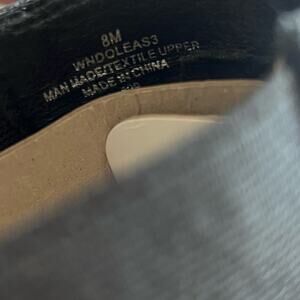 8M
WNDOLEAS3
MAN MADE/TEXTILE UPPER
MADE IN CHINA